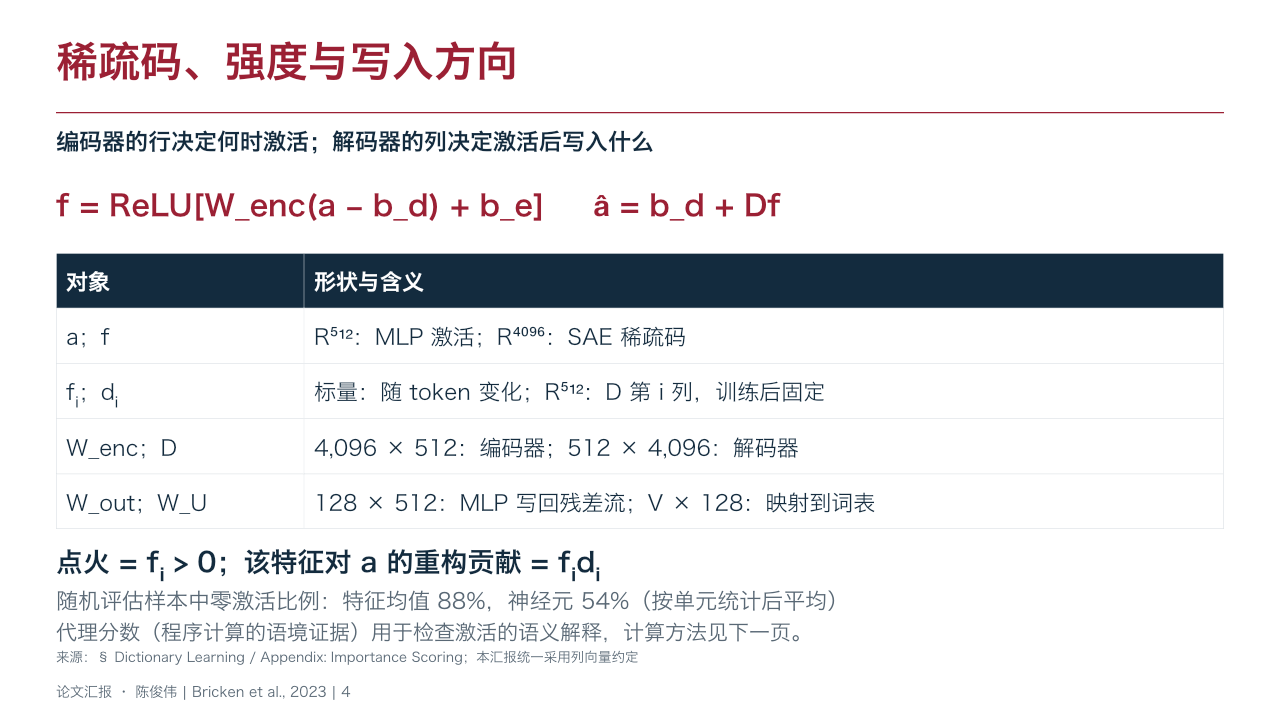 稀疏码、强度与写入方向
编码器的行决定何时激活；解码器的列决定激活后写入什么
f = ReLU[W_enc(a − b_d) + b_e]  â = b_d + Df
对象 形状与含义
a；f R⁵¹²：MLP 激活；R⁴⁰⁹⁶：SAE 稀疏码
fᵢ；dᵢ 标量：随 token 变化；R⁵¹²：D 第 i 列，训练后固定
W_enc；D 4,096 × 512：编码器；512 × 4,096：解码器
W_out；W_U 128 × 512：MLP 写回残差流；V × 128：映射到词表
点火 = fᵢ > 0；该特征对 a 的重构贡献 = fᵢdᵢ
随机评估样本中零激活比例：特征均值 88%，神经元 54%（按单元统计后平均）
代理分数（程序计算的语境证据）用于检查激活的语义解释，计算方法见下一页。
来源： § Dictionary Learning / Appendix: Importance Scoring；本汇报统一采用列向量约定
论文汇报 · 陈俊伟 | Bricken et al., 2023 | 4